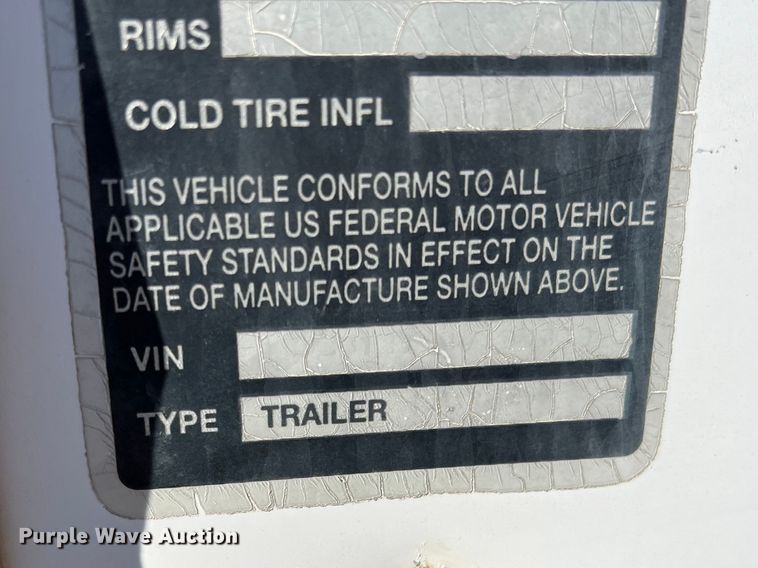 RIMS
COLD TIRE INFL
THIS VEHICLE CONFORMS TO ALL
APPLICABLE US FEDERAL MOTOR VEHICLE
SAFETY STANDARDS IN EFFECT ON THE
DATE OF MANUFACTURE SHOWN ABOVE.
VIN
TYPE TRAILER
Purple Wave Auction®